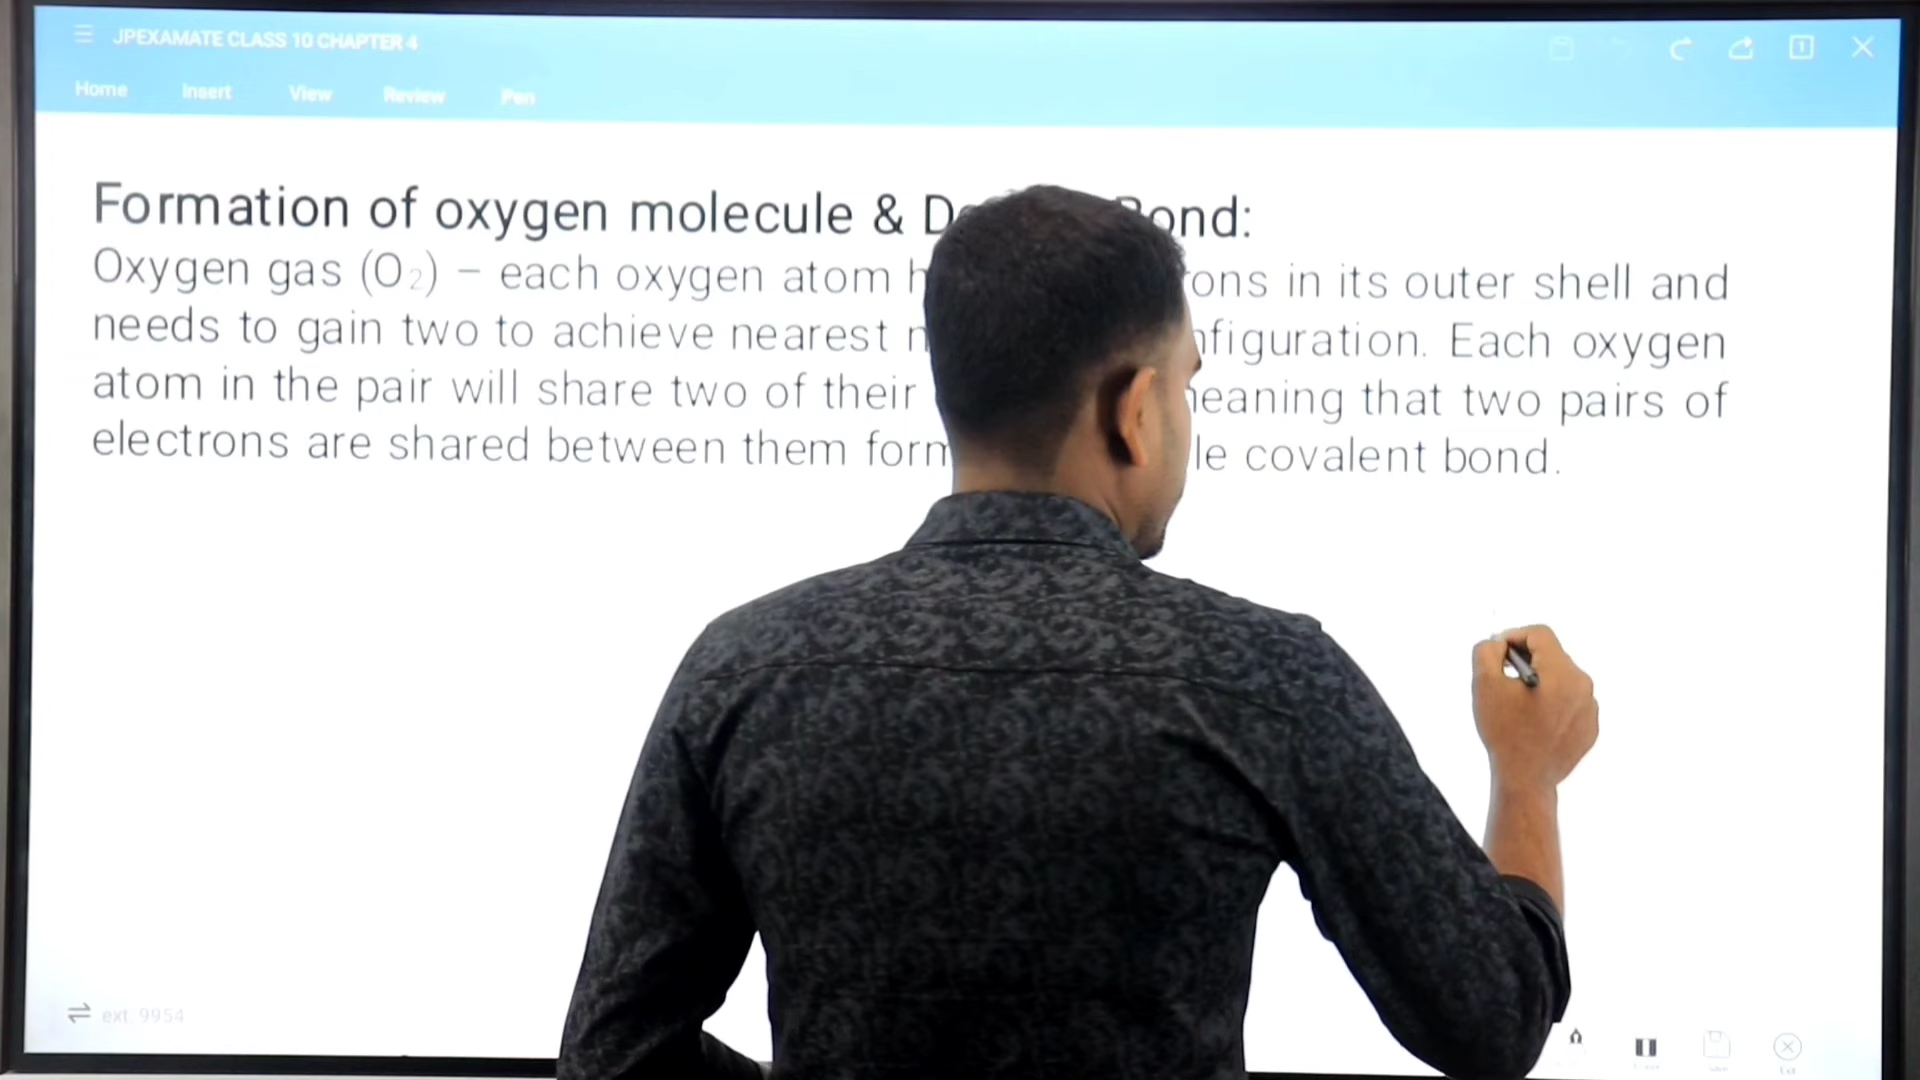 JPEXAMATE CLASS 10 CHAPTER 4
Home Insert View Review Pen
Formation of oxygen molecule & ond:
Oxygen gas (O2) – each oxygen atom ons in its outer shell and
needs to gain two to achieve nearest nfiguration. Each oxygen
atom in the pair will share two of their eaning that two pairs of
electrons are shared between them form le covalent bond.
ext. 9954